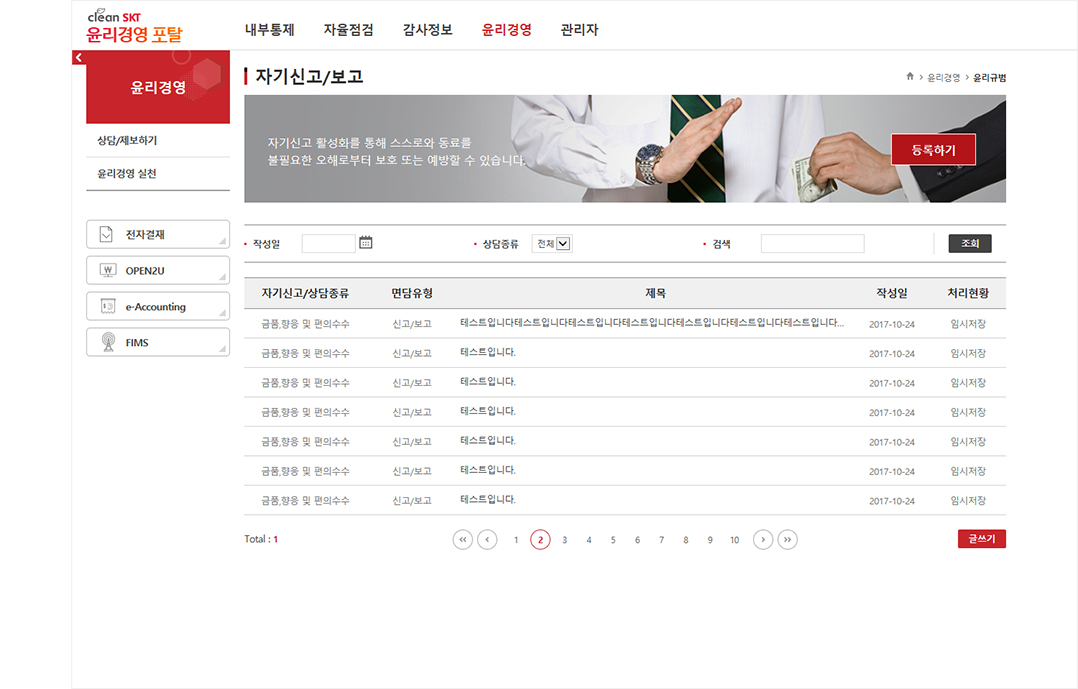 clean SKT
윤리경영 포탈
내부통제 자율점검 감사정보 윤리경영 관리자
윤리경영
상담/제보하기
윤리경영 실천
전자결재
OPEN2U
e-Accounting
FIMS
자기신고/보고
윤리경영 > 윤리규범
자기신고 활성화를 통해 스스로와 동료를
불필요한 오해로부터 보호 또는 예방할 수 있습니다.
등록하기
작성일 상담종류 전체 검색 조회
자기신고/상담종류 면담유형 제목 작성일 처리현황
금품,향응 및 편의수수 신고/보고 테스트입니다테스트입니다테스트입니다테스트입니다테스트입니다테스트입니다테스트입니다... 2017-10-24 임시저장
금품,향응 및 편의수수 신고/보고 테스트입니다. 2017-10-24 임시저장
금품,향응 및 편의수수 신고/보고 테스트입니다. 2017-10-24 임시저장
금품,향응 및 편의수수 신고/보고 테스트입니다. 2017-10-24 임시저장
금품,향응 및 편의수수 신고/보고 테스트입니다. 2017-10-24 임시저장
금품,향응 및 편의수수 신고/보고 테스트입니다. 2017-10-24 임시저장
금품,향응 및 편의수수 신고/보고 테스트입니다. 2017-10-24 임시저장
Total : 1
1 2 3 4 5 6 7 8 9 10
글쓰기